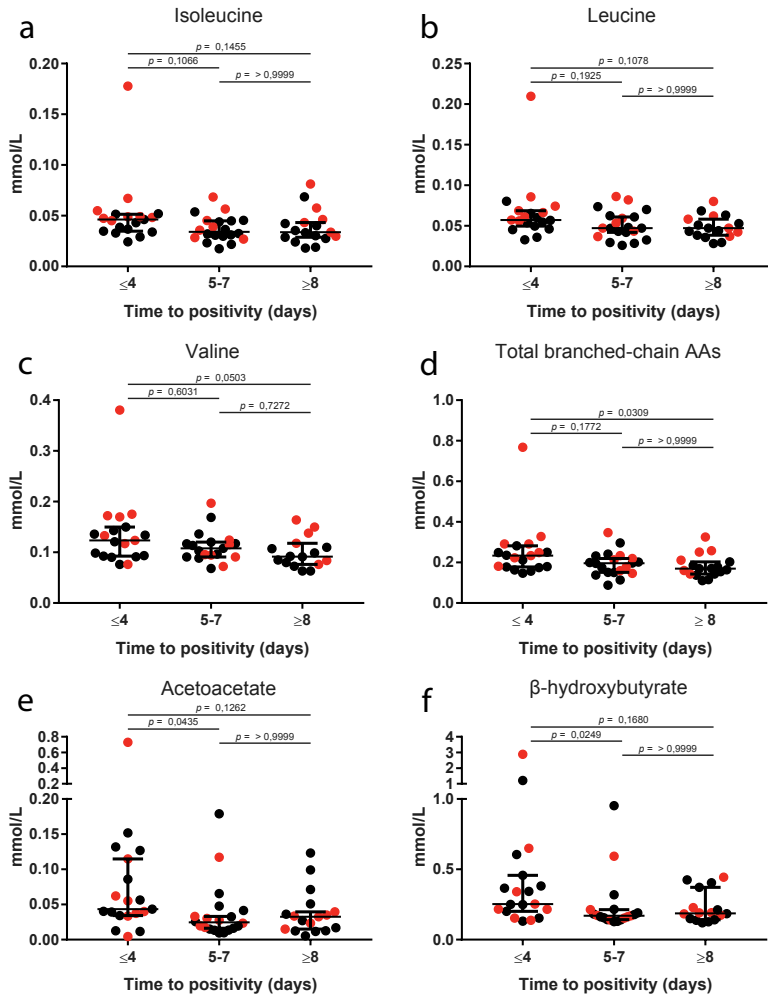 a
Isoleucine
p = 0,1455
p = 0,1066
p = > 0,9999
mmol/L
0.20
0.15
0.10
0.05
0.00
≤4
5-7
≥8
Time to positivity (days)
b
Leucine
p = 0,1078
p = 0,1925
p = > 0,9999
mmol/L
0.25
0.20
0.15
0.10
0.05
0.00
≤4
5-7
≥8
Time to positivity (days)
c
Valine
p = 0,0503
p = 0,6031
p = 0,7272
mmol/L
0.4
0.3
0.2
0.1
0.0
≤4
5-7
≥8
Time to positivity (days)
d
Total branched-chain AAs
p = 0,0309
p = 0,1772
p = > 0,9999
mmol/L
1.0
0.8
0.6
0.4
0.2
0.0
≤ 4
5-7
≥8
Time to positivity (days)
e
Acetoacetate
p = 0,1262
p = 0,0435
p = > 0,9999
mmol/L
0.8
0.6
0.4
0.2
0.20
0.15
0.10
0.05
0.00
≤4
5-7
≥8
Time to positivity (days)
f
β-hydroxybutyrate
p = 0,1680
p = 0,0249
p = > 0,9999
mmol/L
4
3
2
1
1.0
0.5
0.0
≤4
5-7
≥8
Time to positivity (days)